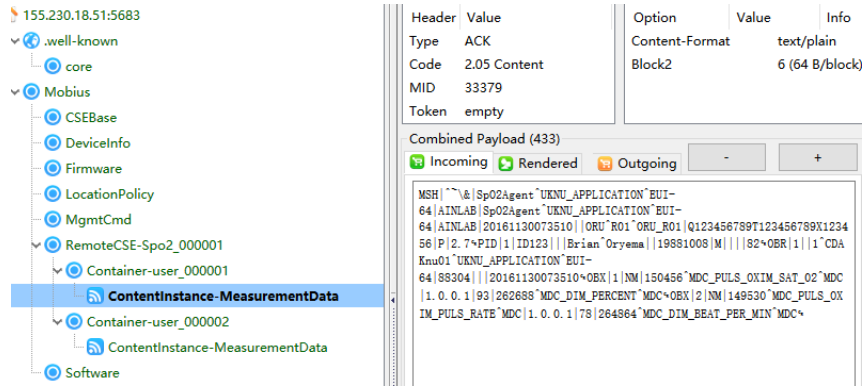 155.230.18.51:5683
.well-known
core
Mobius
CSEBase
DeviceInfo
Firmware
LocationPolicy
MgmtCmd
RemoteCSE-Spo2_000001
Container-user_000001
ContentInstance-MeasurementData
Container-user_000002
ContentInstance-MeasurementData
Software
Header Value
Type ACK
Code 2.05 Content
MID 33379
Token empty
Option Value Info
Content-Format text/plain
Block2 6 (64 B/block)
Combined Payload (433)
Incoming Rendered Outgoing - +
MSH|^~\&|SpO2Agent^UKNU_APPLICATION^EUI-
64|AINLAB|SpO2Agent^UKNU_APPLICATION^EUI-
64|AINLAB|20161130073510||ORU^R01^ORU_R01|Q123456789T123456789X1234
56|P|2.7␍PID|1|ID123|||Brian^Oryema||19881008|M||||82␍OBR|1||1^CDA
Knu01^UKNU_APPLICATION^EUI-
64|88304|||20161130073510␍OBX|1|NM|150456^MDC_PULS_OXIM_SAT_O2^MDC
|1.0.0.1|93|262688^MDC_DIM_PERCENT^MDC␍OBX|2|NM|149530^MDC_PULS_OX
IM_PULS_RATE^MDC|1.0.0.1|78|264864^MDC_DIM_BEAT_PER_MIN^MDC␍